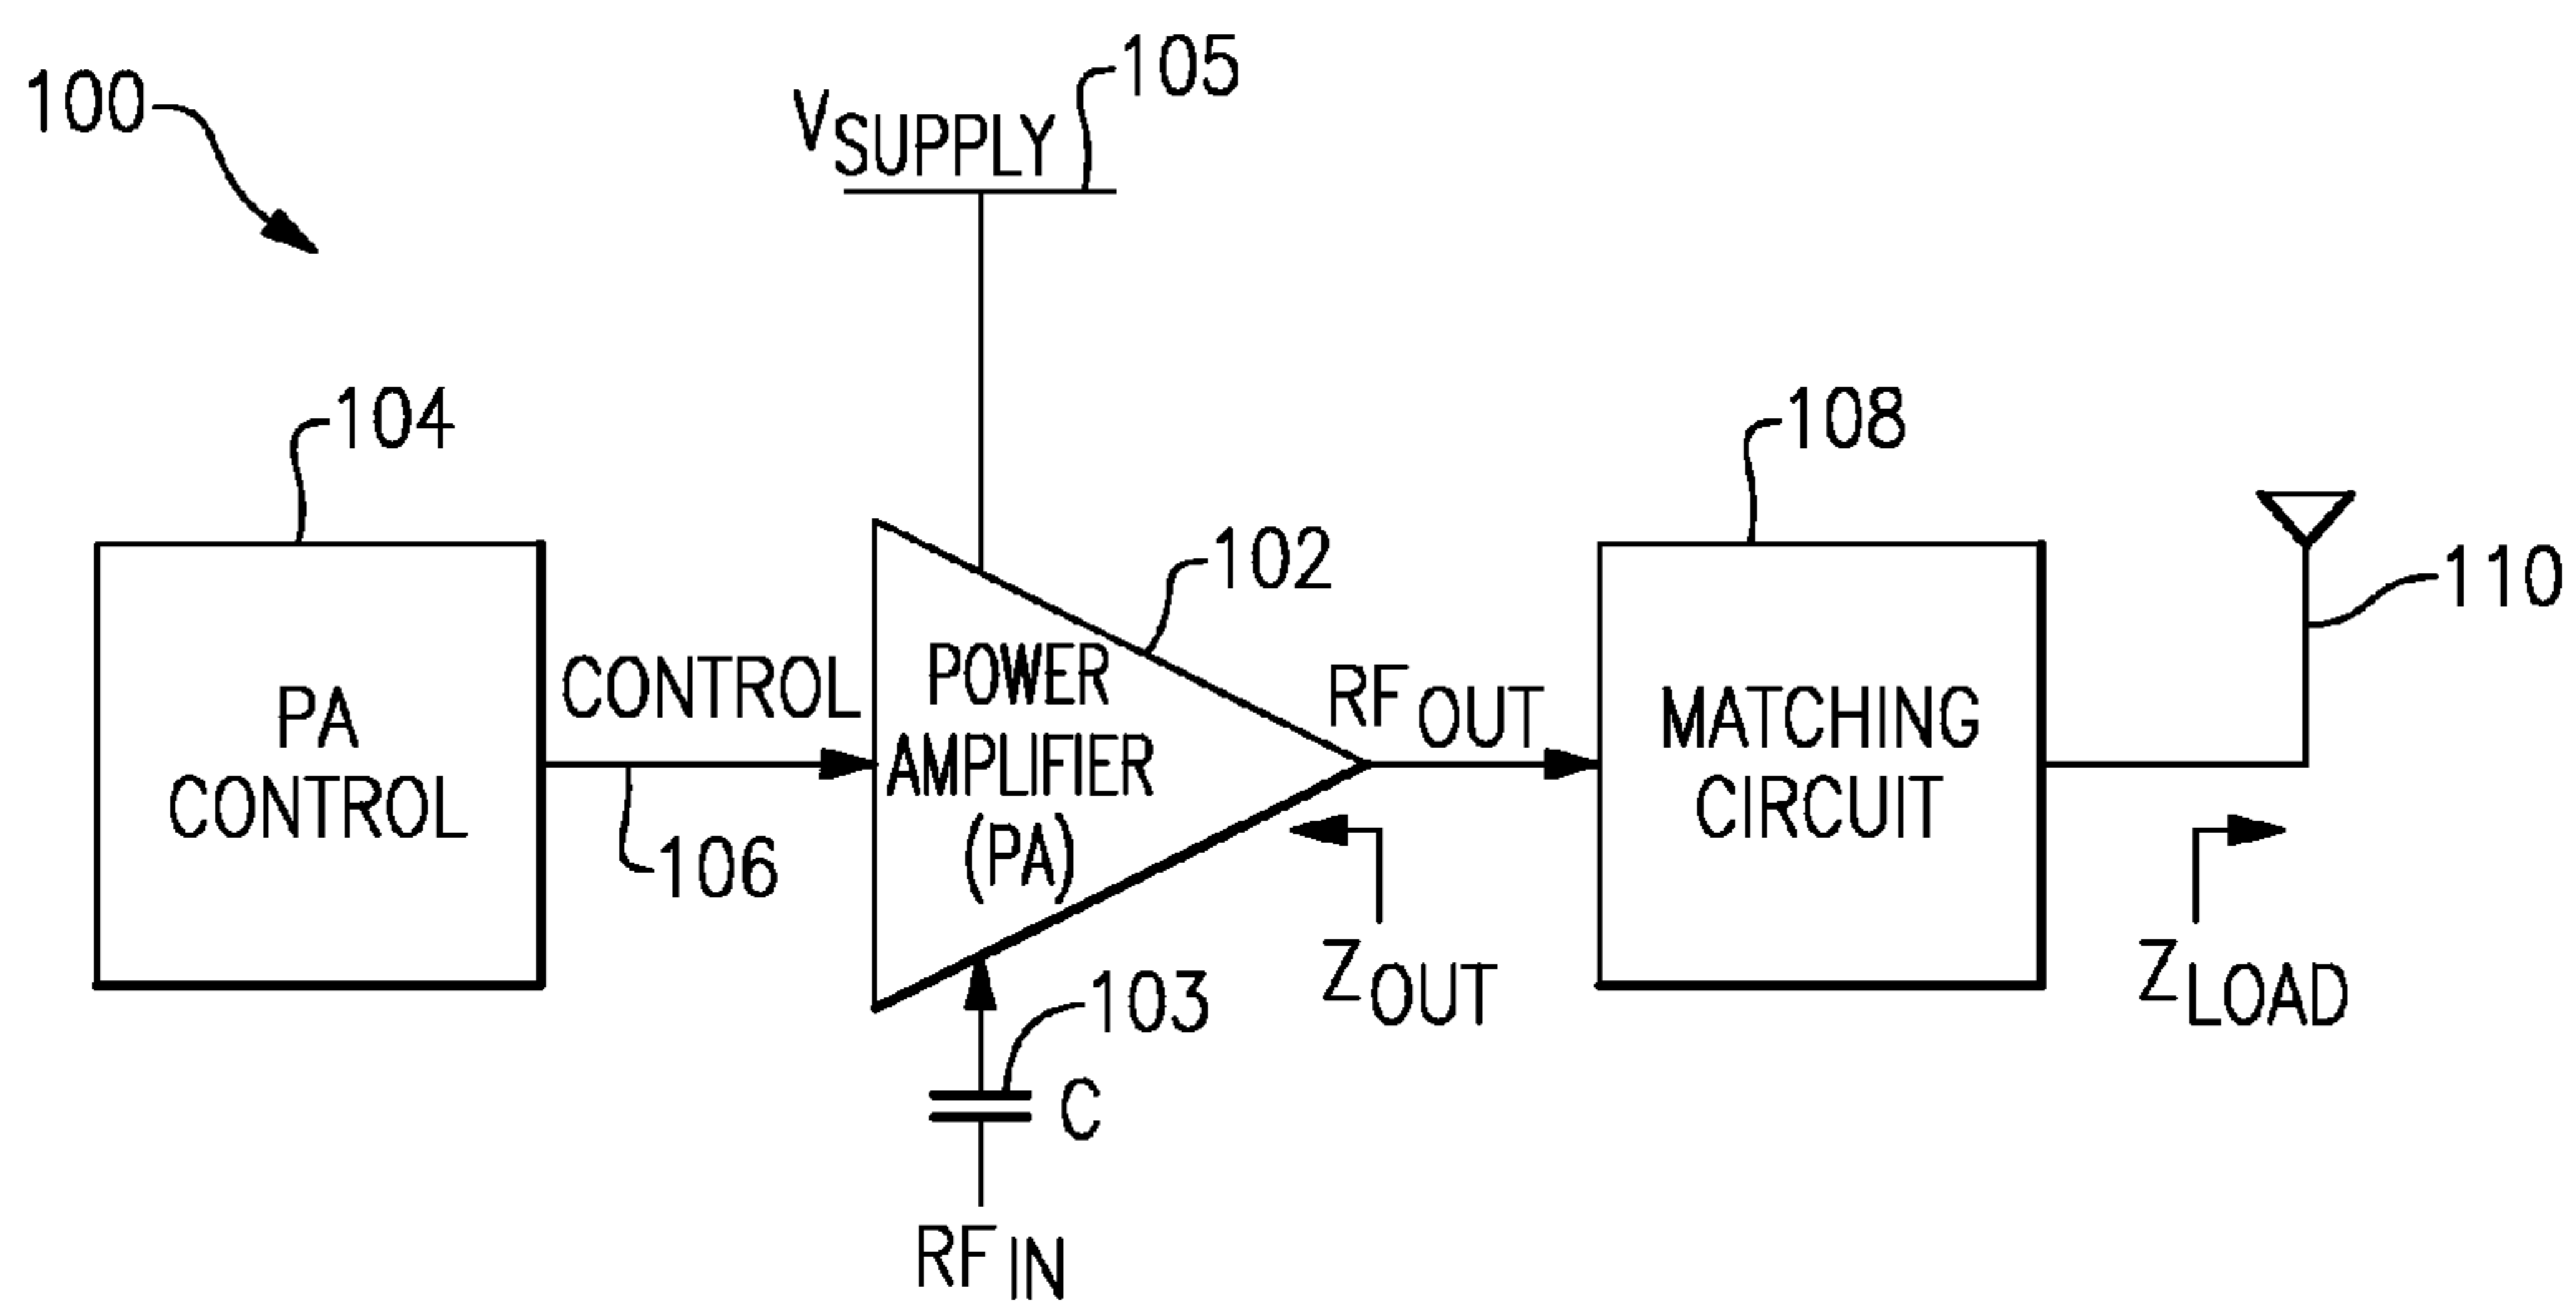 100
105
VSUPPLY
104
108
102
110
POWER
AMPLIFIER
(PA)
CONTROL
RFOUT
PA
CONTROL
MATCHING
CIRCUIT
106
ZOUT
ZLOAD
103
C
RFIN